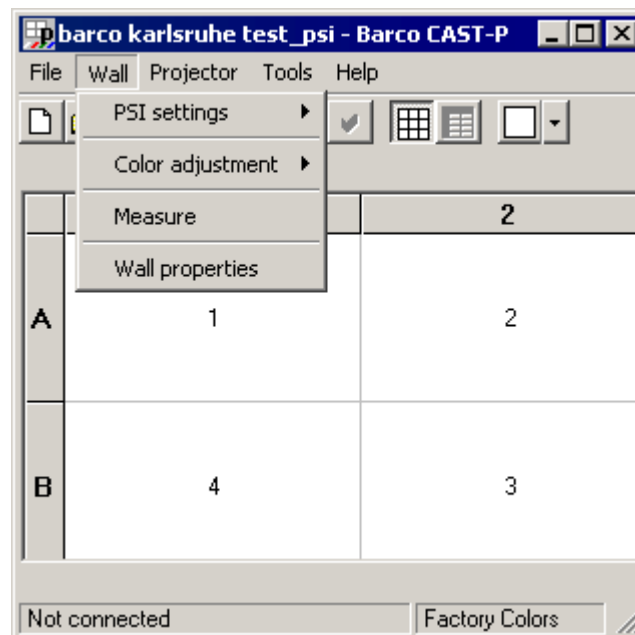 barco karlsruhe test_psi - Barco CAST-P
File Wall Projector Tools Help
PSI settings
Color adjustment
Measure
Wall properties
2
A 1 2
B 4 3
Not connected Factory Colors